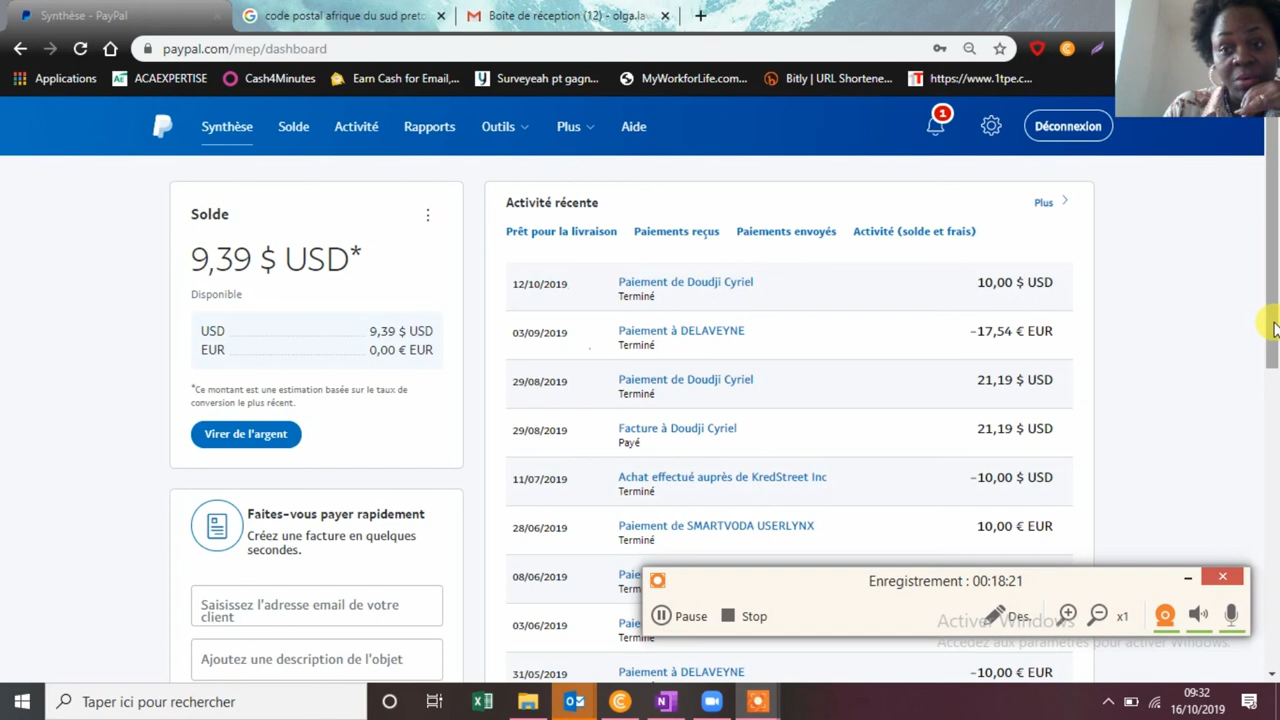 Synthèse - PayPal
code postal afrique du sud preto
Boîte de réception (12) - olga.la
paypal.com/mep/dashboard
Applications
ACAEXPERTISE
Cash4Minutes
Earn Cash for Email,...
Surveyeah pt gagn...
MyWorkforLife.com...
Bitly | URL Shortene...
https://www.1tpe.c...
Synthèse
Solde
Activité
Rapports
Outils
Plus
Aide
1
Déconnexion
Solde
9,39 $ USD*
Disponible
USD 9,39 $ USD
EUR 0,00 € EUR
*Ce montant est une estimation basée sur le taux de
conversion le plus récent.
Virer de l'argent
Faites-vous payer rapidement
Créez une facture en quelques
secondes.
Saisissez l'adresse email de votre
client
Ajoutez une description de l'objet
Activité récente
Plus
Prêt pour la livraison
Paiements reçus
Paiements envoyés
Activité (solde et frais)
12/10/2019 Paiement de Doudji Cyriel 10,00 $ USD
Terminé
03/09/2019 Paiement à DELAVEYNE -17,54 € EUR
Terminé
29/08/2019 Paiement de Doudji Cyriel 21,19 $ USD
Terminé
29/08/2019 Facture à Doudji Cyriel 21,19 $ USD
Payé
11/07/2019 Achat effectué auprès de KredStreet Inc -10,00 $ USD
Terminé
28/06/2019 Paiement de SMARTVODA USERLYNX 10,00 € EUR
Terminé
08/06/2019 Paie
Term
03/06/2019 Paie
Termi
31/05/2019 Paiement à DELAVEYNE -10,00 € EUR
Enregistrement : 00:18:21
Pause
Stop
Des.
x1
Activer Windows
Accédez aux paramètres pour activer Windows.
Taper ici pour rechercher
09:32
16/10/2019